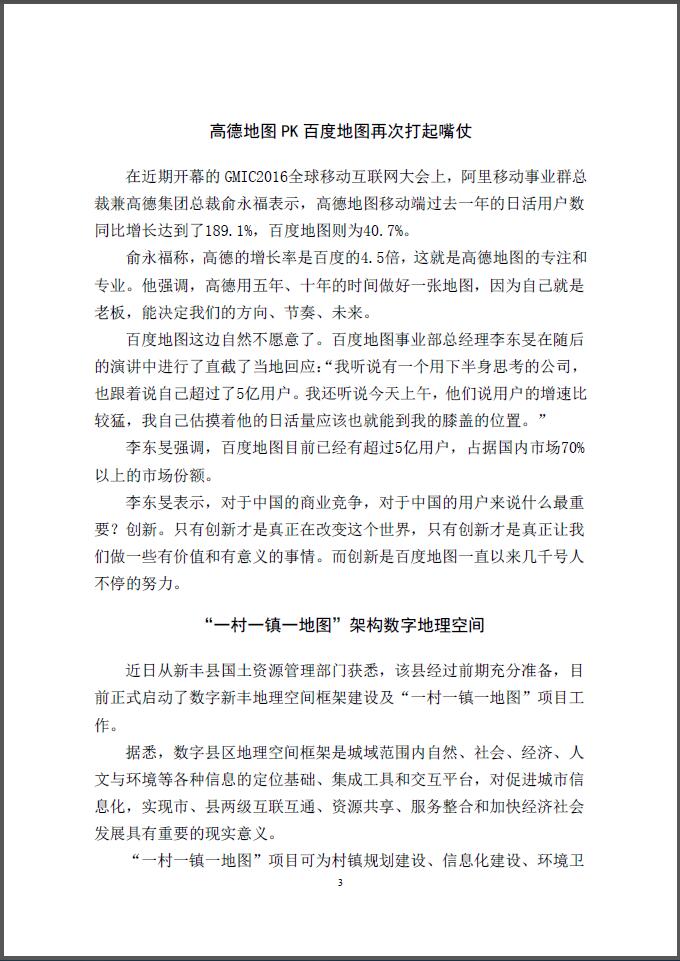 高德地图 PK 百度地图再次打起嘴仗
在近期开幕的 GMIC2016全球移动互联网大会上，阿里移动事业群总
裁兼高德集团总裁俞永福表示，高德地图移动端过去一年的日活用户数
同比增长达到了189.1%，百度地图则为40.7%。
俞永福称，高德的增长率是百度的4.5倍，这就是高德地图的专注和
专业。他强调，高德用五年、十年的时间做好一张地图，因为自己就是
老板，能决定我们的方向、节奏、未来。
百度地图这边自然不愿意了。百度地图事业部总经理李东旻在随后
的演讲中进行了直截了当地回应：“我听说有一个用下半身思考的公司，
也跟着说自己超过了5亿用户。我还听说今天上午，他们说用户的增速比
较猛，我自己估摸着他的日活量应该也就能到我的膝盖的位置。”
李东旻强调，百度地图目前已经有超过5亿用户，占据国内市场70%
以上的市场份额。
李东旻表示，对于中国的商业竞争，对于中国的用户来说什么最重
要？创新。只有创新才是真正在改变这个世界，只有创新才是真正让我
们做一些有价值和有意义的事情。而创新是百度地图一直以来几千号人
不停的努力。
“一村一镇一地图”架构数字地理空间
近日从新丰县国土资源管理部门获悉，该县经过前期充分准备，目
前正式启动了数字新丰地理空间框架建设及“一村一镇一地图”项目工
作。
据悉，数字县区地理空间框架是城域范围内自然、社会、经济、人
文与环境等各种信息的定位基础、集成工具和交互平台，对促进城市信
息化，实现市、县两级互联互通、资源共享、服务整合和加快经济社会
发展具有重要的现实意义。
“一村一镇一地图”项目可为村镇规划建设、信息化建设、环境卫
3